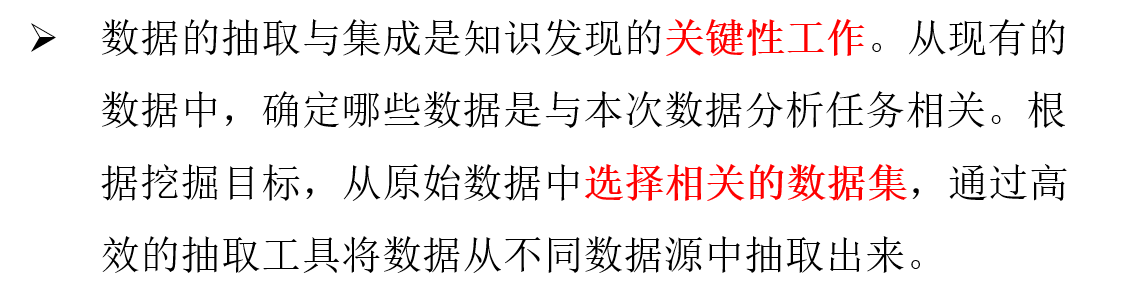 ➢ 数据的抽取与集成是知识发现的关键性工作。从现有的
数据中，确定哪些数据是与本次数据分析任务相关。根
据挖掘目标，从原始数据中选择相关的数据集，通过高
效的抽取工具将数据从不同数据源中抽取出来。